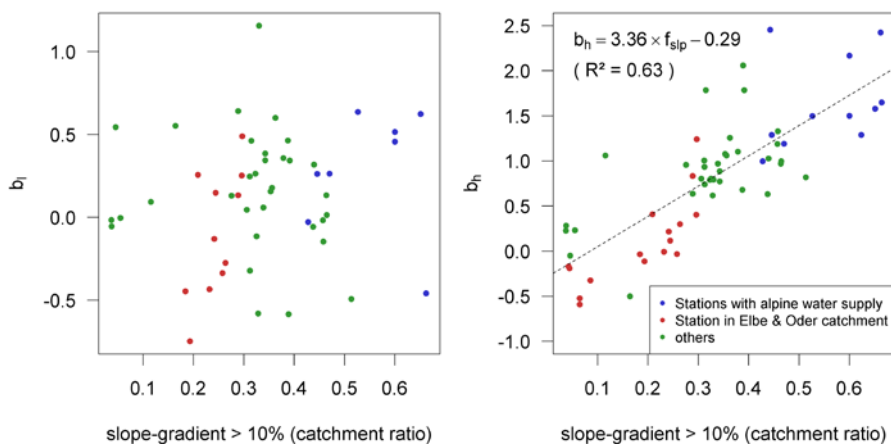 1.0
0.5
0.0
-0.5
b_l
0.1 0.2 0.3 0.4 0.5 0.6
slope-gradient > 10% (catchment ratio)
2.5
2.0
1.5
1.0
0.5
0.0
-0.5
-1.0
b_h
b_h = 3.36 × f_slp − 0.29
( R² = 0.63 )
Stations with alpine water supply
Station in Elbe & Oder catchment
others
0.1 0.2 0.3 0.4 0.5 0.6
slope-gradient > 10% (catchment ratio)